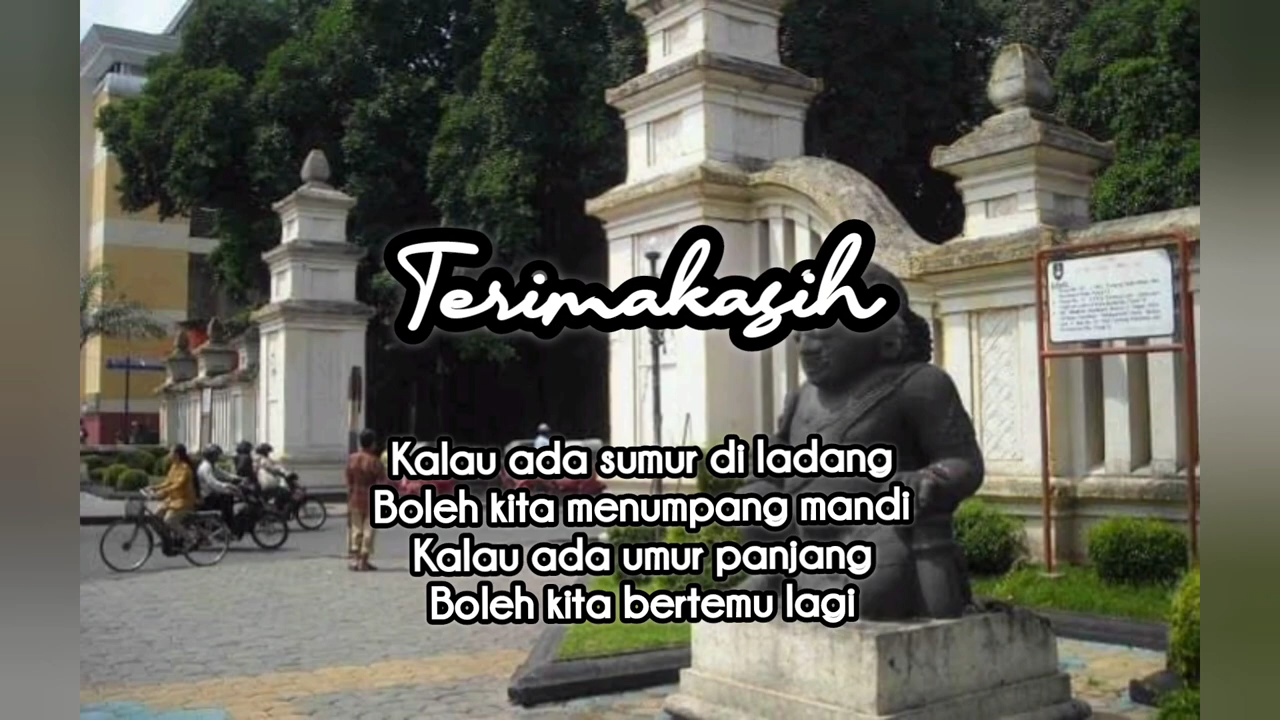 Terimakasih
Kalau ada sumur di ladang
Boleh kita menumpang mandi
Kalau ada umur panjang
Boleh kita bertemu lagi